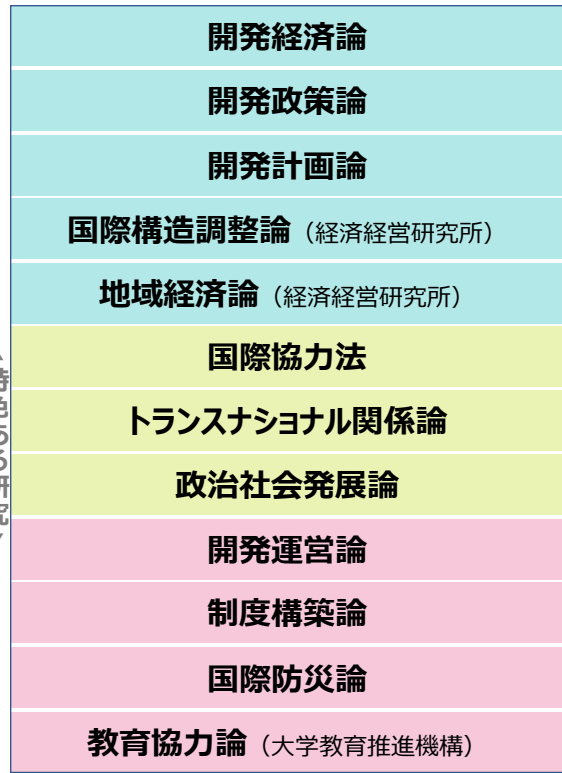 開発経済論
開発政策論
開発計画論
国際構造調整論（経済経営研究所）
地域経済論（経済経営研究所）
国際協力法
トランスナショナル関係論
政治社会発展論
開発運営論
制度構築論
国際防災論
教育協力論（大学教育推進機構）
ある研究